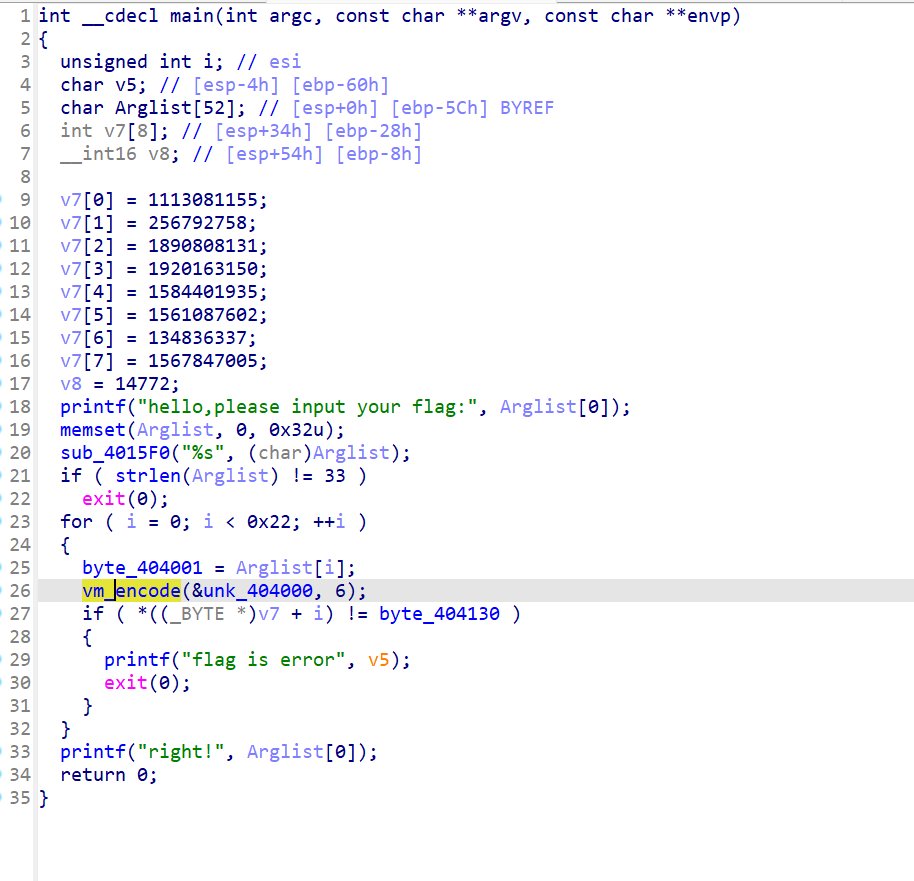 1 int __cdecl main(int argc, const char **argv, const char **envp)
2 {
3 unsigned int i; // esi
4 char v5; // [esp-4h] [ebp-60h]
5 char Arglist[52]; // [esp+0h] [ebp-5Ch] BYREF
6 int v7[8]; // [esp+34h] [ebp-28h]
7 __int16 v8; // [esp+54h] [ebp-8h]
8
9 v7[0] = 1113081155;
10 v7[1] = 256792758;
11 v7[2] = 1890808131;
12 v7[3] = 1920163150;
13 v7[4] = 1584401935;
14 v7[5] = 1561087602;
15 v7[6] = 134836337;
16 v7[7] = 1567847005;
17 v8 = 14772;
18 printf("hello,please input your flag:", Arglist[0]);
19 memset(Arglist, 0, 0x32u);
20 sub_4015F0("%s", (char)Arglist);
21 if ( strlen(Arglist) != 33 )
22 exit(0);
23 for ( i = 0; i < 0x22; ++i )
24 {
25 byte_404001 = Arglist[i];
26 vm_encode(&unk_404000, 6);
27 if ( *((_BYTE *)v7 + i) != byte_404130 )
28 {
29 printf("flag is error", v5);
30 exit(0);
31 }
32 }
33 printf("right!", Arglist[0]);
34 return 0;
35 }